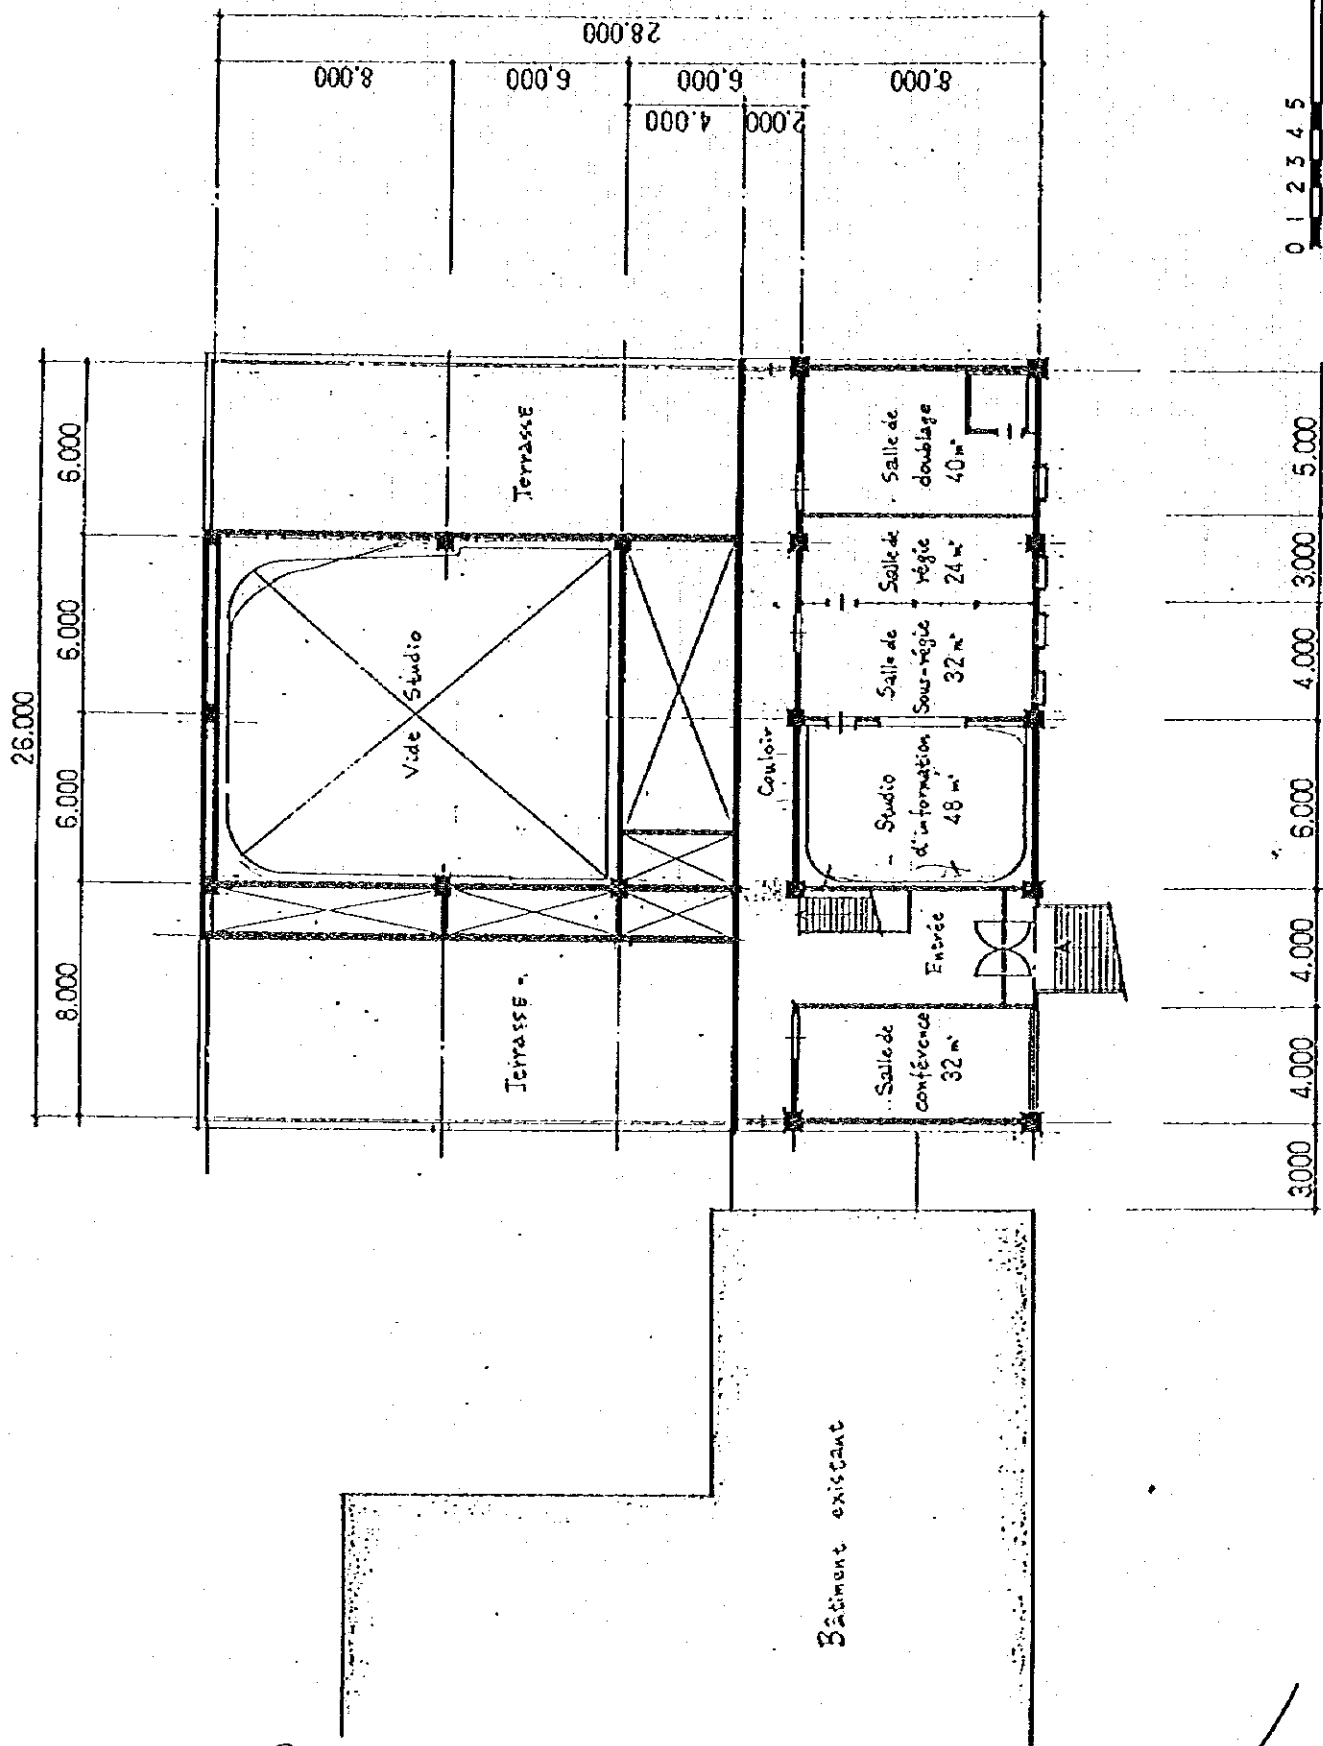 28.000
8.000
6.000
6.000
8.000
4.000
2.000
0 1 2 3 4 5
26.000
8.000
6.000
6.000
6.000
Terrasse
Vide Studio
Terrasse
Couloir
Salle de
doublage
40 m²
Salle de
régie
24 m²
Salle de
Sous-régie
32 m²
Studio
d'information
48 m²
Entrée
Salle de
conférence
32 m²
Bâtiment existant
3.000
4.000
4.000
6.000
4.000
3.000
5.000